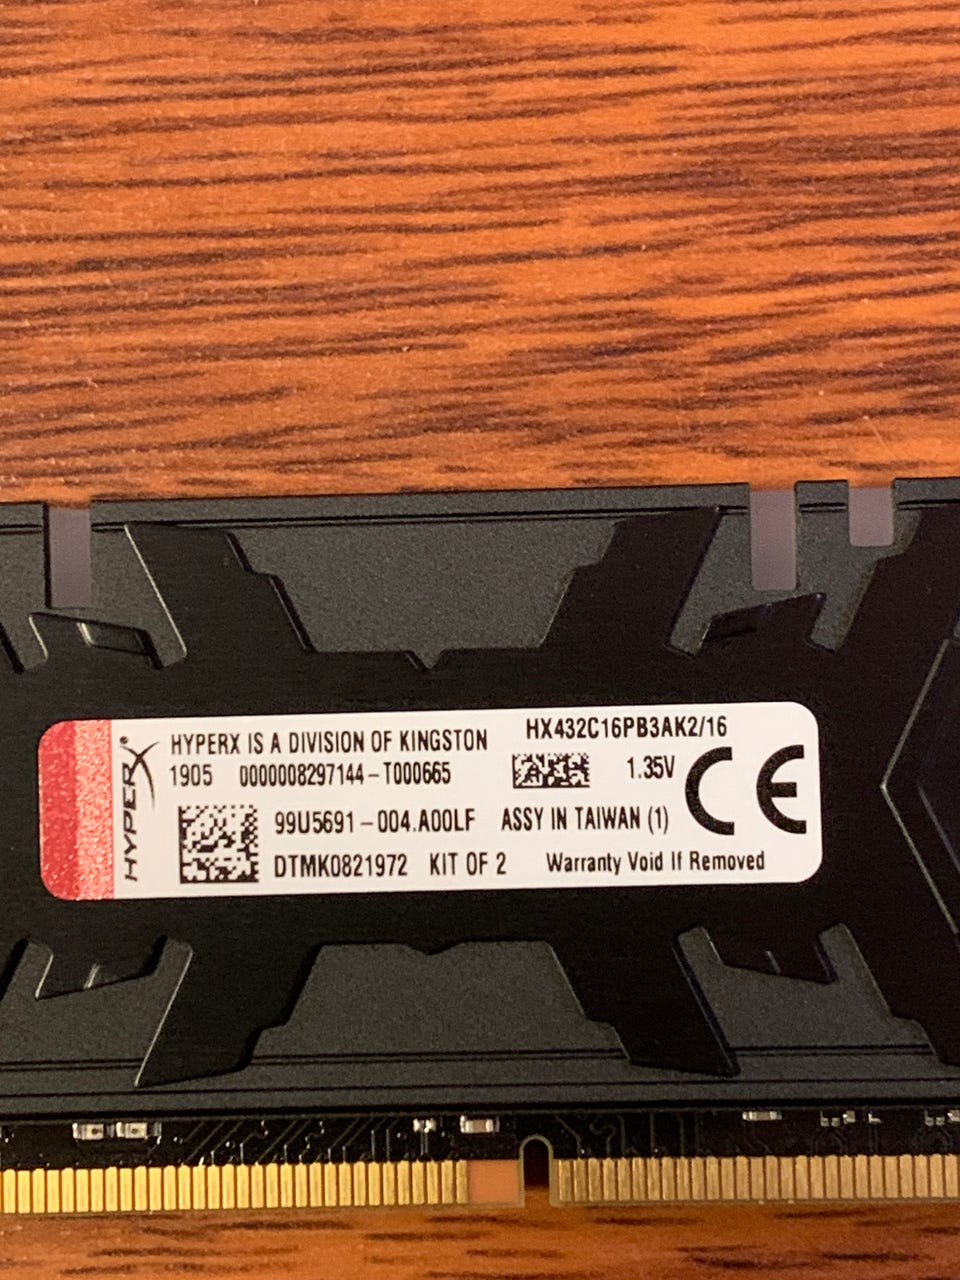 HYPERX
HYPERX IS A DIVISION OF KINGSTON
HX432C16PB3AK2/16
1905 0000008297144-T000665
1.35V
CE
99U5691-004.A00LF ASSY IN TAIWAN (1)
DTMK0821972 KIT OF 2 Warranty Void If Removed